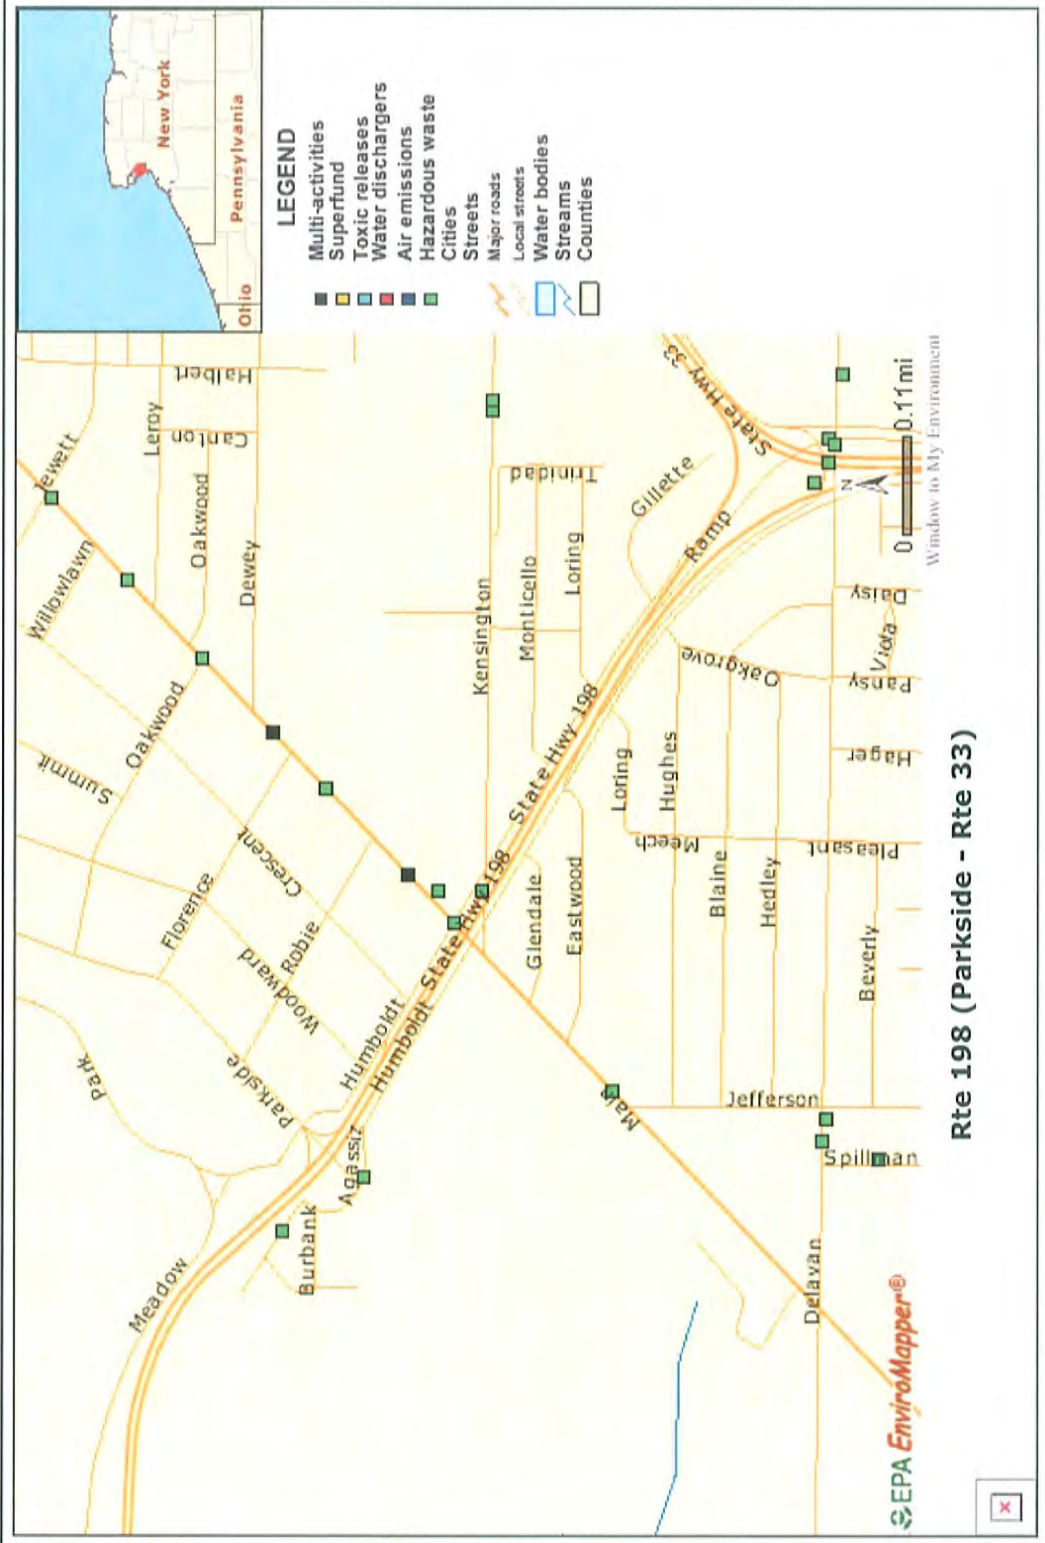 New York
Pennsylvania
Ohio
LEGEND
Multi-activities
Superfund
Toxic releases
Water dischargers
Air emissions
Hazardous waste
Cities
Streets
Major roads
Local streets
Water bodies
Streams
Counties
Jewett
Willowlawn
Leroy
Halbert
Canton
Oakwood
Dewey
Summit
Oakwood
Crescent
Florence
Robie
Woodward
Park
Parkside
Humboldt
Humboldt
State Hwy 198
State Hwy 198
Agassiz
Burbank
Meadow
Kensington
Monticello
Loring
Trinidad
Gillette
State Hwy 33
Ramp
Glendale
Eastwood
Loring
Hughes
Meech
Oakgrove
Blaine
Hedley
Pleasant
Beverly
Hager
Pansy
Viola
Daisy
Main
Jefferson
Spillman
Delavan
N
0 0.11mi
Window to My Environment
EPA EnviroMapper®
Rte 198 (Parkside - Rte 33)